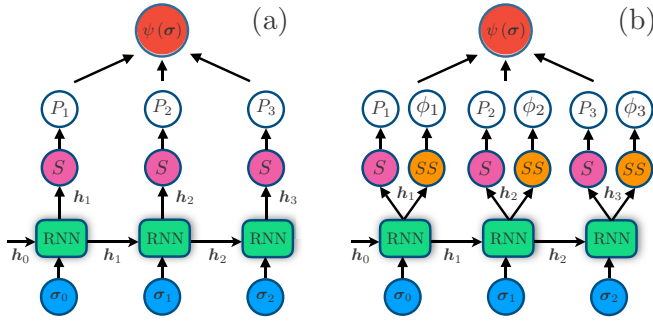 ψ(σ) (a)
P₁ P₂ P₃
S S S
h₁ h₂ h₃
RNN RNN RNN
h₀ h₁ h₂
σ₀ σ₁ σ₂
ψ(σ) (b)
P₁ ϕ₁ P₂ ϕ₂ P₃ ϕ₃
S SS S SS S SS
h₁ h₂ h₃
RNN RNN RNN
h₀ h₁ h₂
σ₀ σ₁ σ₂